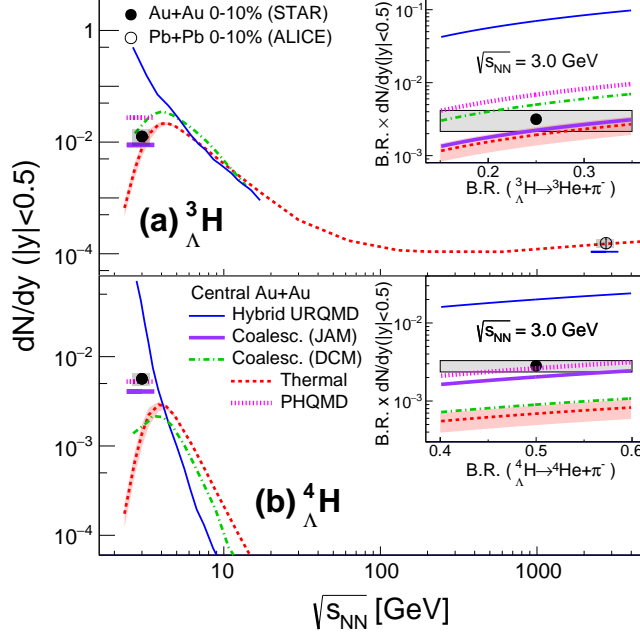 ● Au+Au 0-10% (STAR)
○ Pb+Pb 0-10% (ALICE)
1
10⁻²
10⁻⁴
(a) ³ΛH
dN/dy (|y|<0.5)
10⁻¹
10⁻²
10⁻³
√sNN = 3.0 GeV
B.R. × dN/dy(|y|<0.5)
0.2 0.3
B.R. (³ΛH→³He+π⁻)
Central Au+Au
Hybrid URQMD
Coalesc. (JAM)
Coalesc. (DCM)
Thermal
PHQMD
10⁻²
10⁻³
10⁻⁴
(b) ⁴ΛH
10⁻²
10⁻³
√sNN = 3.0 GeV
B.R. x dN/dy(|y|<0.5)
0.4 0.5 0.6
B.R. (⁴ΛH→⁴He+π⁻)
10 100 1000
√sNN [GeV]